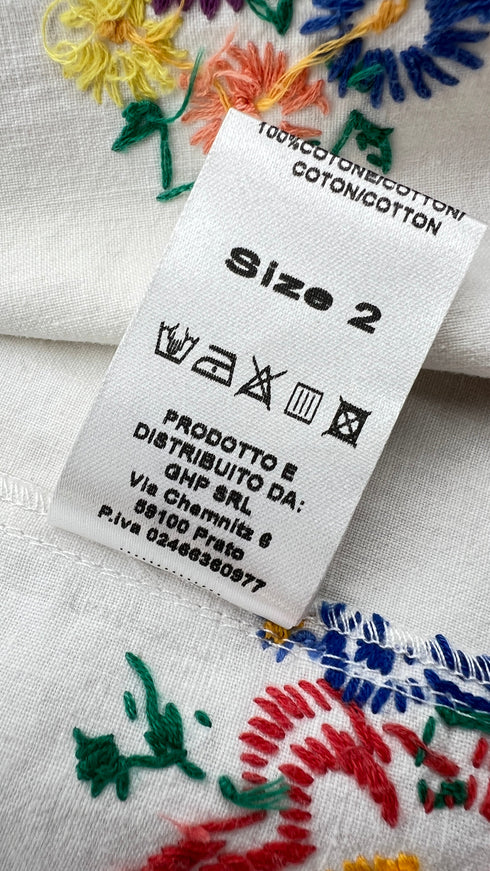 100%COTONE/COTTON/
COTON/COTTON
Size 2
PRODOTTO E
DISTRIBUITO DA:
GHP SRL
Via Chemnitz 6
59100 Prato
P.iva 02466360977